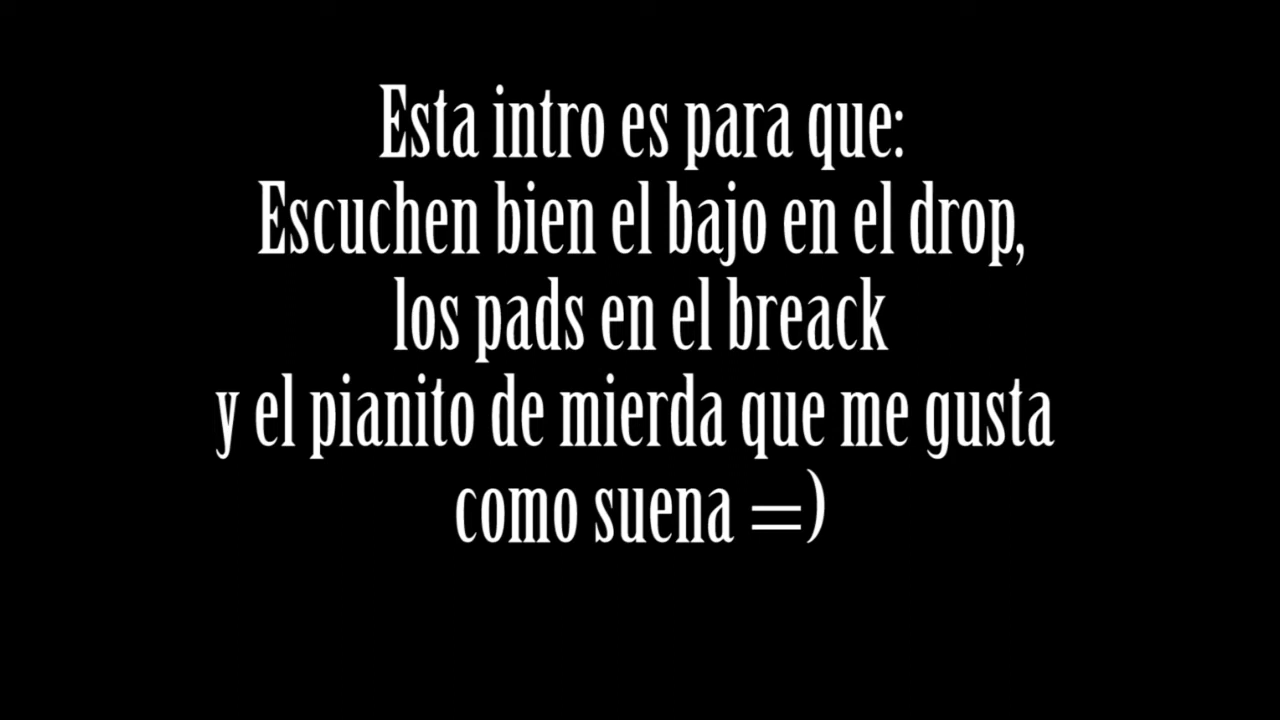 Esta intro es para que:
Escuchen bien el bajo en el drop,
los pads en el breack
y el pianito de mierda que me gusta
como suena =)